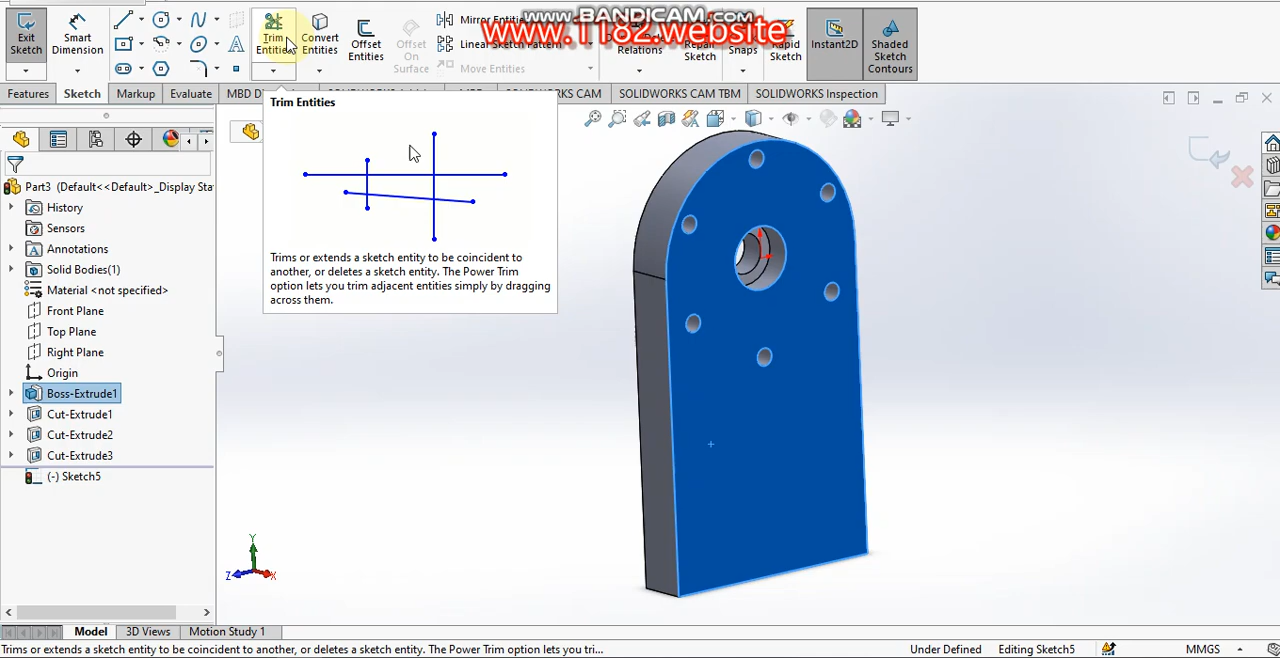 www.BANDICAM.com
www.1182.website
Exit Sketch
Smart Dimension
Trim Entities
Convert Entities
Offset Entities
Offset On Surface
Mirror Entities
Linear Sketch Pattern
Move Entities
Relations
Repair Sketch
Snaps
Rapid Sketch
Instant2D
Shaded Sketch Contours
Features
Sketch
Markup
Evaluate
MBD
SOLIDWORKS CAM
SOLIDWORKS CAM TBM
SOLIDWORKS Inspection
Trim Entities
Trims or extends a sketch entity to be coincident to
another, or deletes a sketch entity. The Power Trim
option lets you trim adjacent entities simply by dragging
across them.
Part3 (Default<<Default>_Display Sta
History
Sensors
Annotations
Solid Bodies(1)
Material <not specified>
Front Plane
Top Plane
Right Plane
Origin
Boss-Extrude1
Cut-Extrude1
Cut-Extrude2
Cut-Extrude3
(-) Sketch5
Y
Z
X
Model
3D Views
Motion Study 1
Trims or extends a sketch entity to be coincident to another, or deletes a sketch entity. The Power Trim option lets you tri...
Under Defined
Editing Sketch5
MMGS